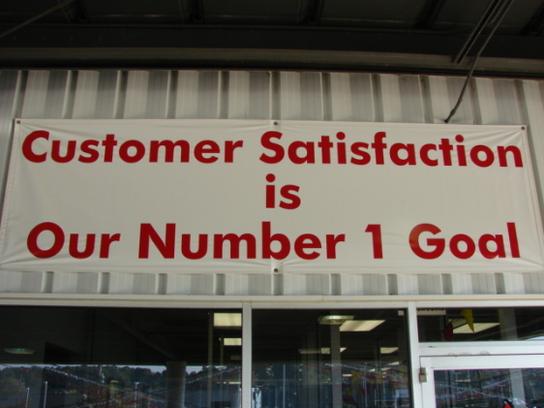 Customer Satisfaction
is
Our Number 1 Goal